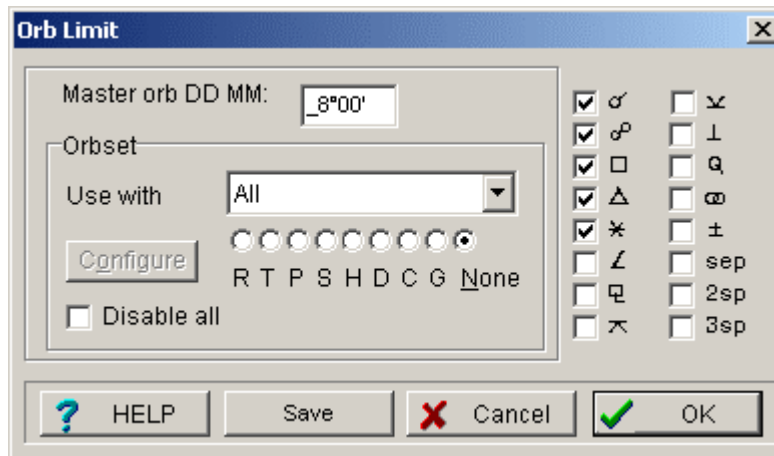 Orb Limit
Master orb DD MM: _8°00'
Orbset
Use with All
R T P S H D C G None
Configure
Disable all
☌ ⚺
☍ ⊥
□ Q
△
⚹ ±
∠ sep
⚼ 2sp
⚻ 3sp
HELP Save Cancel OK